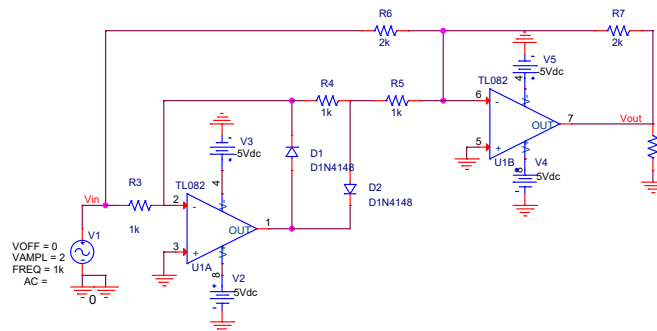 R6
2k
R7
2k
V5
5Vdc
4
TL082
V-
6
-
OUT
7
Vout
5
+
V+
U1B
8
V4
5Vdc
R4
1k
R5
1k
V3
5Vdc
D1
D1N4148
D2
D1N4148
Vin
R3
1k
TL082
4
V-
2
-
OUT
1
3
+
V+
U1A
8
V2
5Vdc
V1
VOFF = 0
VAMPL = 2
FREQ = 1k
AC =
0